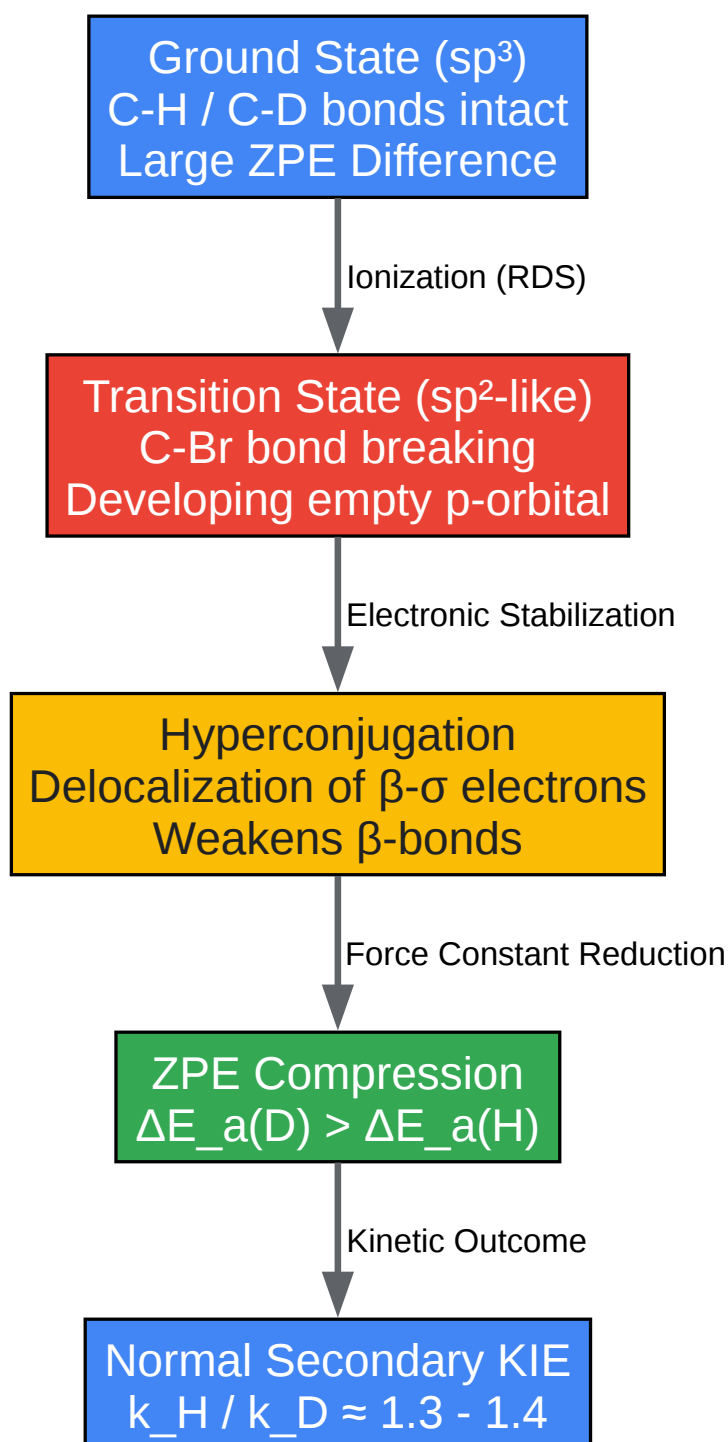 Ground State (sp³)
C-H / C-D bonds intact
Large ZPE Difference
Ionization (RDS)
Transition State (sp²-like)
C-Br bond breaking
Developing empty p-orbital
Electronic Stabilization
Hyperconjugation
Delocalization of β-σ electrons
Weakens β-bonds
Force Constant Reduction
ZPE Compression
ΔE_a(D) > ΔE_a(H)
Kinetic Outcome
Normal Secondary KIE
k_H / k_D ≈ 1.3 - 1.4